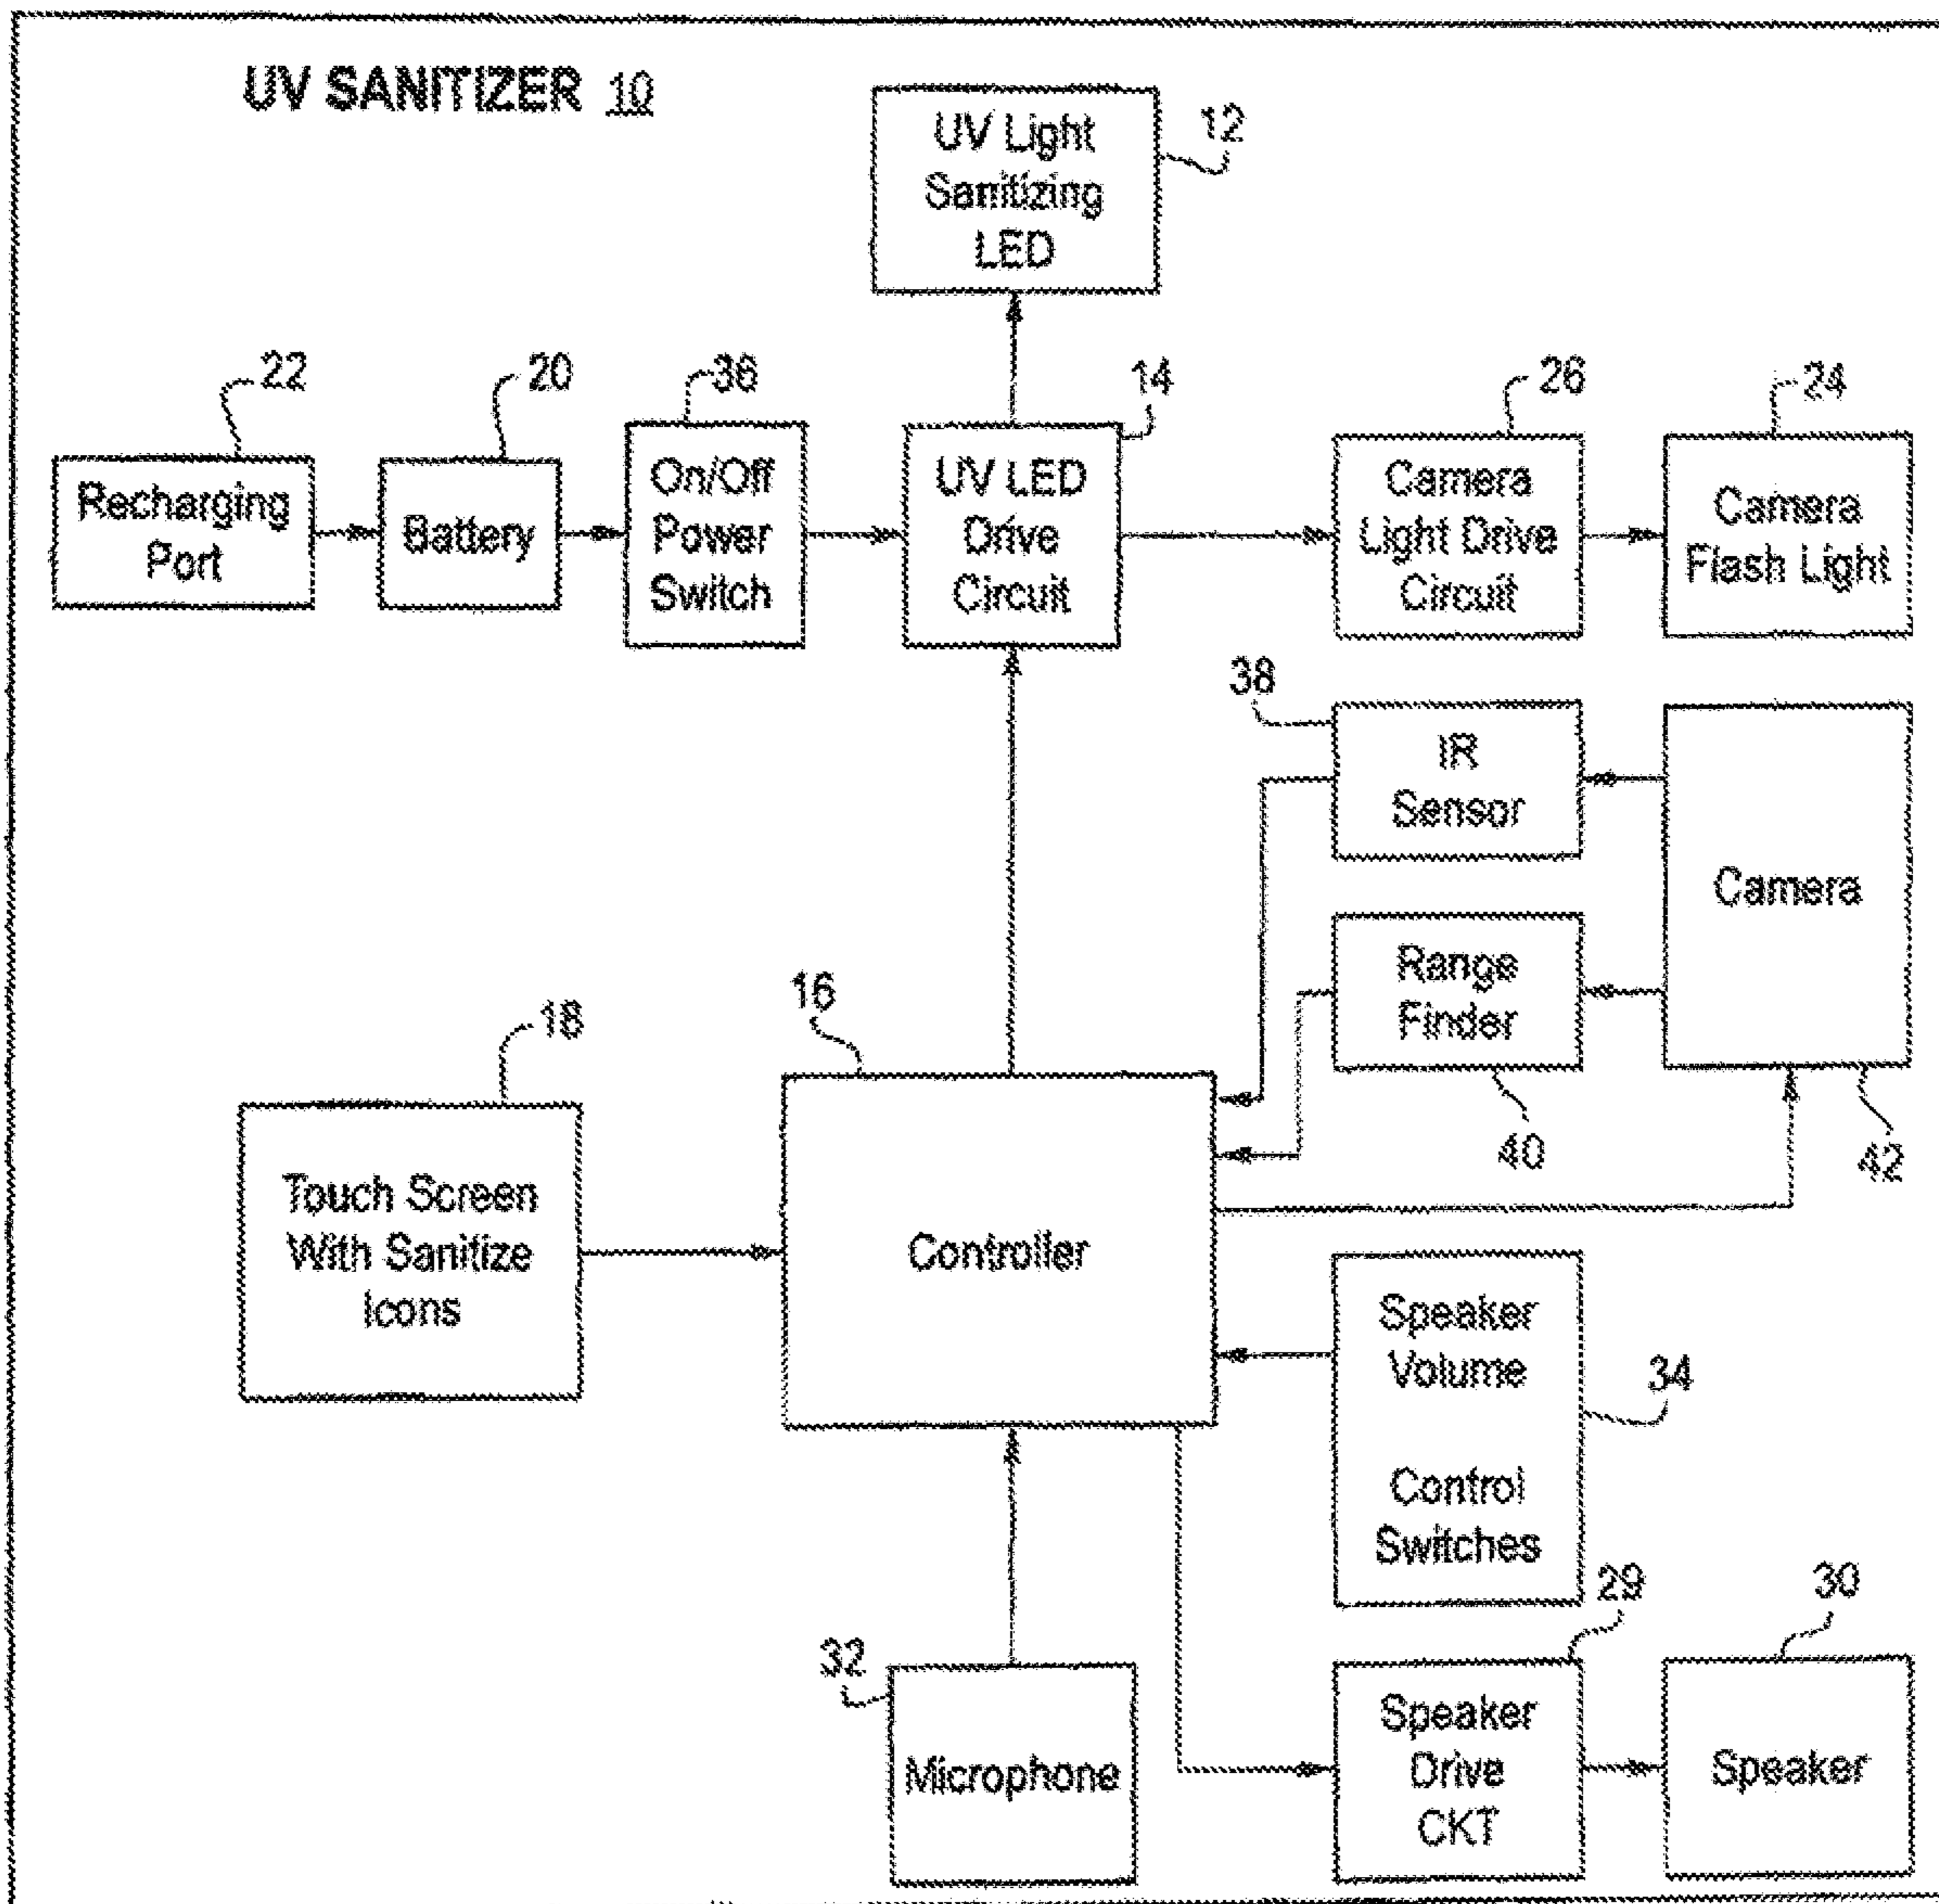 UV SANITIZER 10
UV Light
Sanitizing
LED
12
22
20
36
14
26
24
Recharging
Port
Battery
On/Off
Power
Switch
UV LED
Drive
Circuit
Camera
Light Drive
Circuit
Camera
Flash Light
38
IR
Sensor
Camera
Range
Finder
40
42
18
16
Touch Screen
With Sanitize
Icons
Controller
Speaker
Volume
Control
Switches
34
32
29
30
Microphone
Speaker
Drive
CKT
Speaker